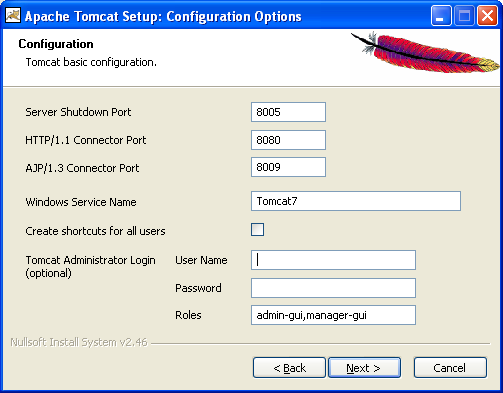 Apache Tomcat Setup: Configuration Options
Configuration
Tomcat basic configuration.
Server Shutdown Port 8005
HTTP/1.1 Connector Port 8080
AJP/1.3 Connector Port 8009
Windows Service Name Tomcat7
Create shortcuts for all users
Tomcat Administrator Login User Name
(optional)
Password
Roles admin-gui,manager-gui
Nullsoft Install System v2.46
< Back Next > Cancel